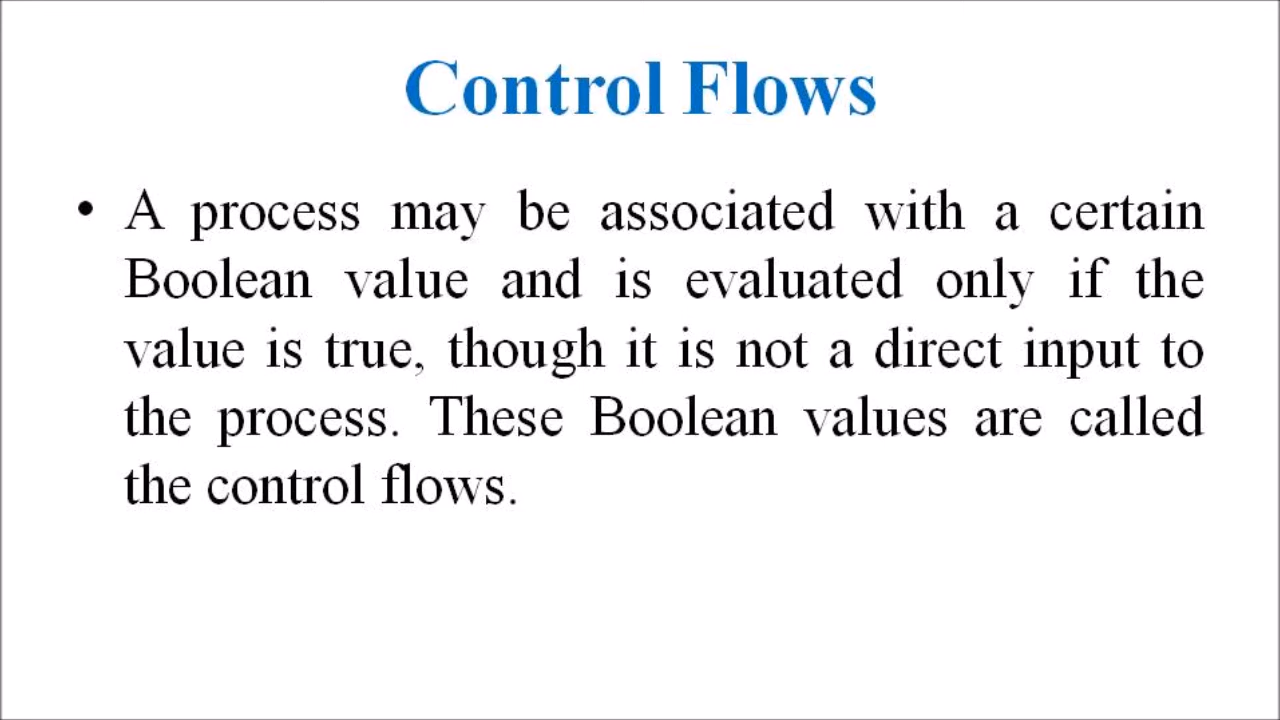 Control Flows
• A process may be associated with a certain
Boolean value and is evaluated only if the
value is true, though it is not a direct input to
the process. These Boolean values are called
the control flows.